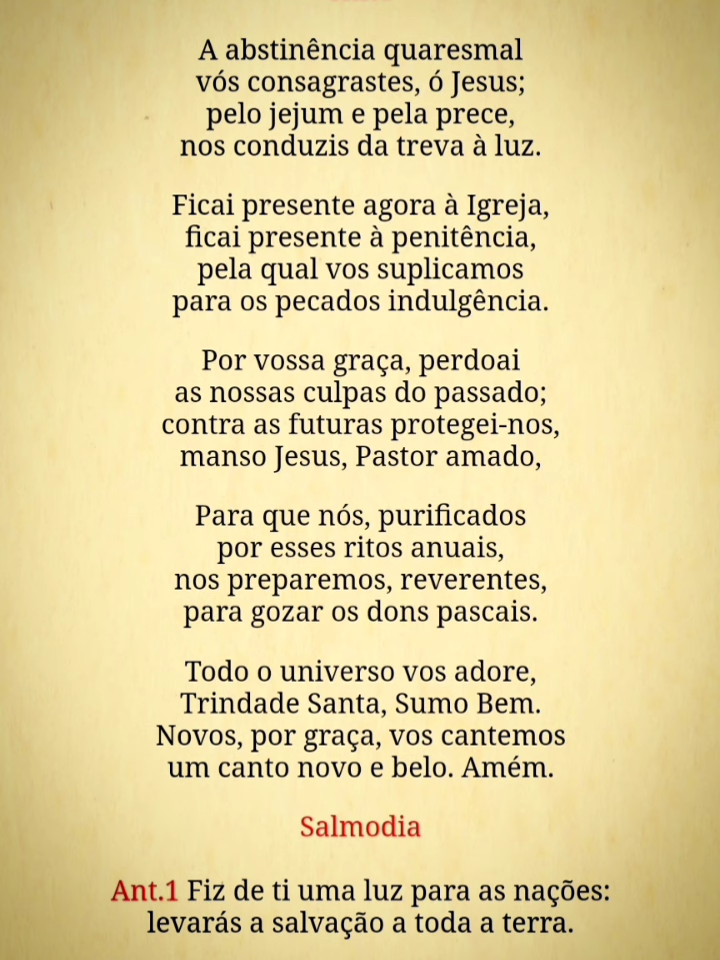 A abstinência quaresmal
vós consagrastes, ó Jesus;
pelo jejum e pela prece,
nos conduzis da treva à luz.
Ficai presente agora à Igreja,
ficai presente à penitência,
pela qual vos suplicamos
para os pecados indulgência.
Por vossa graça, perdoai
as nossas culpas do passado;
contra as futuras protegei-nos,
manso Jesus, Pastor amado,
Para que nós, purificados
por esses ritos anuais,
nos preparemos, reverentes,
para gozar os dons pascais.
Todo o universo vos adore,
Trindade Santa, Sumo Bem.
Novos, por graça, vos cantemos
um canto novo e belo. Amém.
Salmodia
Ant.1 Fiz de ti uma luz para as nações:
levarás a salvação a toda a terra.